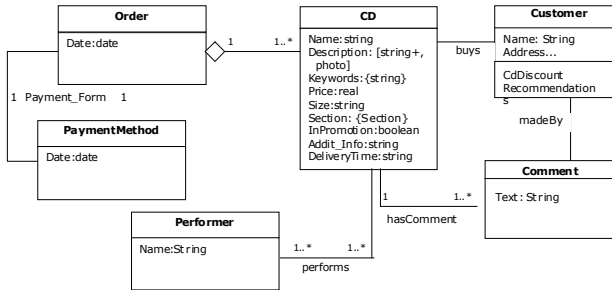 Order
Date:date
1
1..*
1 Payment_Form 1
PaymentMethod
Date:date
CD
Name:string
Description: [string+,
photo]
Keywords:{string}
Price:real
Size:string
Section: {Section}
InPromotion:boolean
Addit_Info:string
DeliveryTime:string
buys
Customer
Name: String
Address...
CdDiscount
Recommendation
s
madeBy
Comment
Text: String
1
1..*
hasComment
Performer
Name:String
1..*
1..*
performs